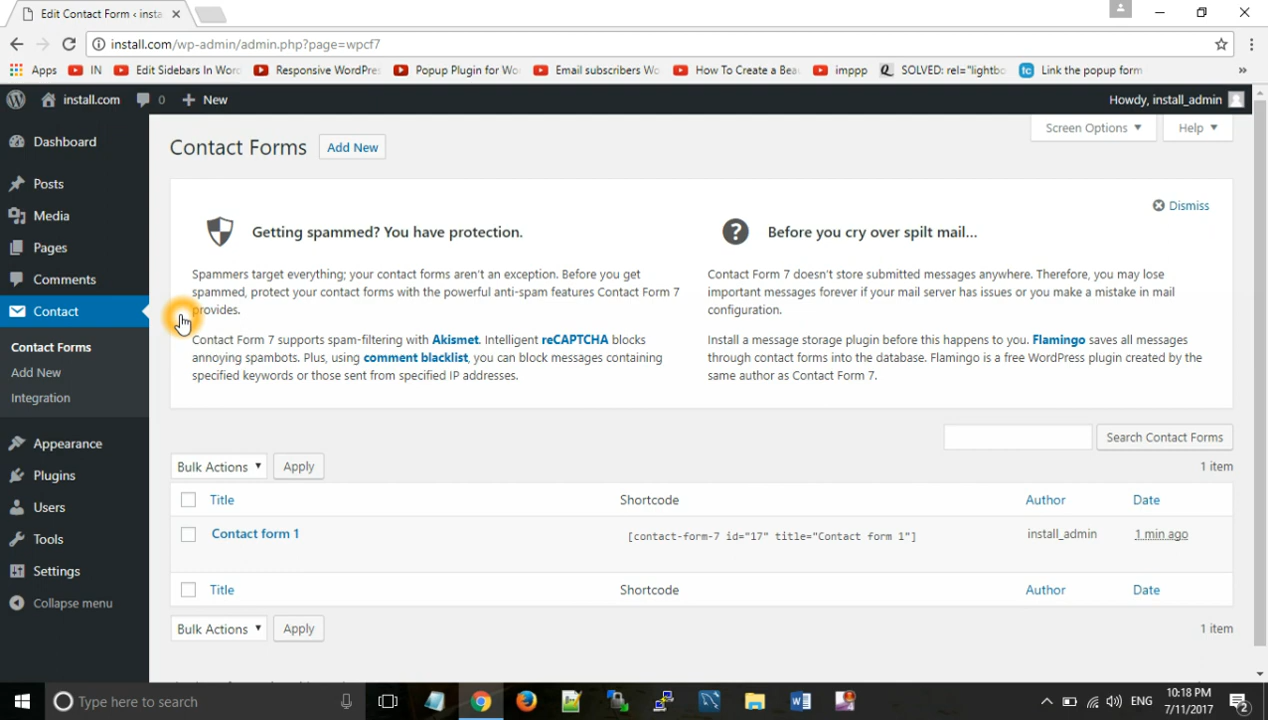 Edit Contact Form ‹ insta
install.com/wp-admin/admin.php?page=wpcf7
Apps IN Edit Sidebars In Wor Responsive WordPre Popup Plugin for Wo Email subscribers Wo How To Create a Bea imppp SOLVED: rel="lightbo Link the popup form »
install.com 0 + New Howdy, install_admin
Screen Options ▼ Help ▼
Dashboard
Posts
Media
Pages
Comments
Contact
Contact Forms
Add New
Integration
Appearance
Plugins
Users
Tools
Settings
Collapse menu
Contact Forms Add New
Dismiss
Getting spammed? You have protection.
Spammers target everything; your contact forms aren't an exception. Before you get
spammed, protect your contact forms with the powerful anti-spam features Contact Form 7
provides.
Contact Form 7 supports spam-filtering with Akismet. Intelligent reCAPTCHA blocks
annoying spambots. Plus, using comment blacklist, you can block messages containing
specified keywords or those sent from specified IP addresses.
Before you cry over spilt mail...
Contact Form 7 doesn't store submitted messages anywhere. Therefore, you may lose
important messages forever if your mail server has issues or you make a mistake in mail
configuration.
Install a message storage plugin before this happens to you. Flamingo saves all messages
through contact forms into the database. Flamingo is a free WordPress plugin created by the
same author as Contact Form 7.
Search Contact Forms
Bulk Actions ▼ Apply 1 item
Title Shortcode Author Date
Contact form 1 [contact-form-7 id="17" title="Contact form 1"] install_admin 1 min ago
Title Shortcode Author Date
Bulk Actions ▼ Apply 1 item
Type here to search
ENG
10:18 PM
7/11/2017
2